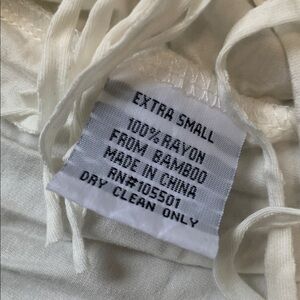 EXTRA SMALL
100% RAYON
FROM BAMBOO
MADE IN CHINA
RN#105501
DRY CLEAN ONLY